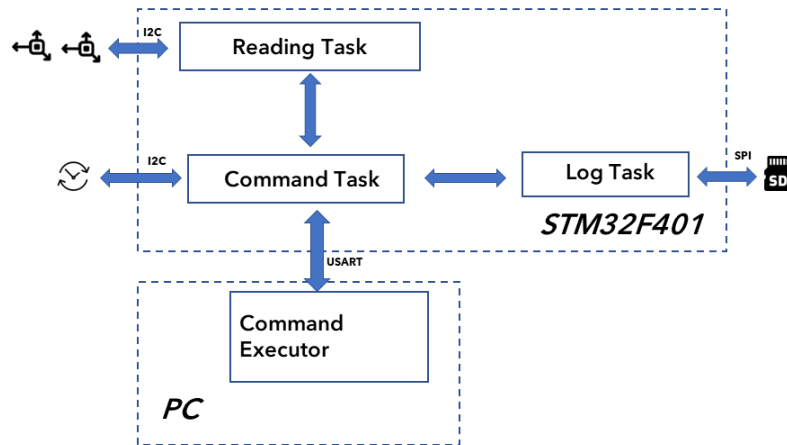 I2C
Reading Task
I2C
Command Task
Log Task
SPI
SD
STM32F401
USART
Command
Executor
PC